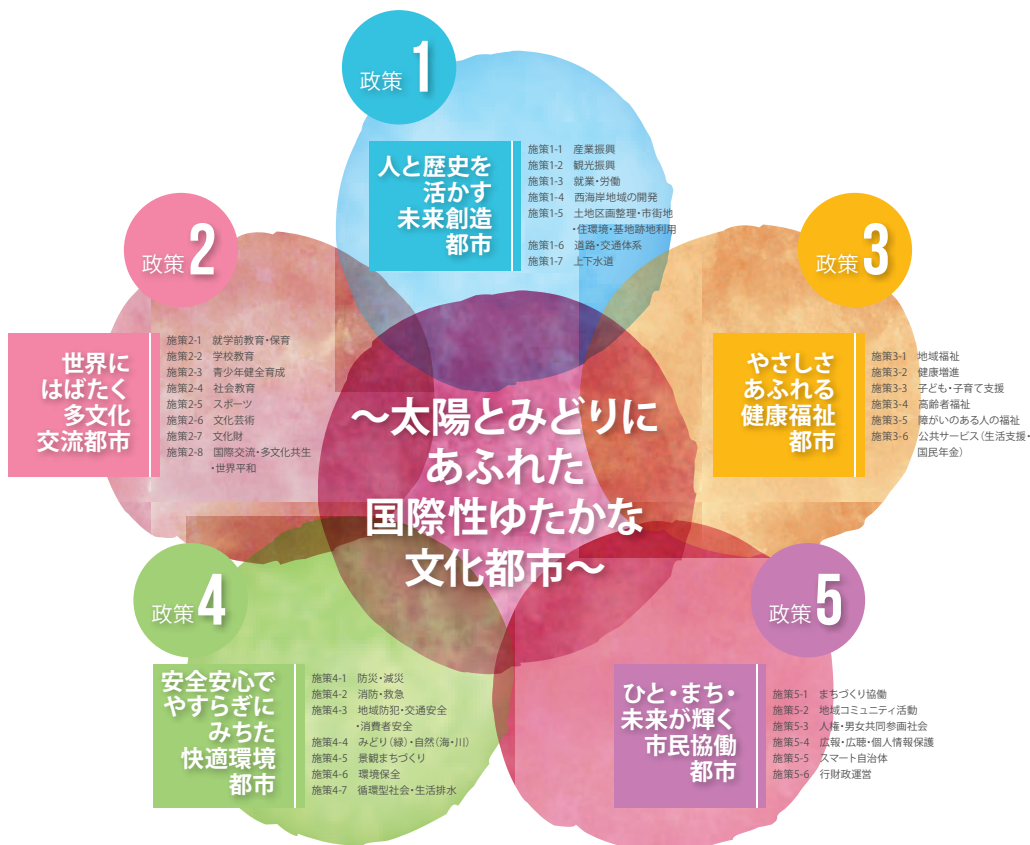 政策 1
人と歴史を
活かす
未来創造
都市
施策1-1 産業振興
施策1-2 観光振興
施策1-3 就業・労働
施策1-4 西海岸地域の開発
施策1-5 土地区画整理・市街地
・住環境・基地跡地利用
施策1-6 道路・交通体系
施策1-7 上下水道
政策 2
世界に
はばたく
多文化
交流都市
施策2-1 就学前教育・保育
施策2-2 学校教育
施策2-3 青少年健全育成
施策2-4 社会教育
施策2-5 スポーツ
施策2-6 文化芸術
施策2-7 文化財
施策2-8 国際交流・多文化共生
・世界平和
政策 3
やさしさ
あふれる
健康福祉
都市
施策3-1 地域福祉
施策3-2 健康増進
施策3-3 子ども・子育て支援
施策3-4 高齢者福祉
施策3-5 障がいのある人の福祉
施策3-6 公共サービス（生活支援・
国民年金）
～太陽とみどりに
あふれた
国際性ゆたかな
文化都市～
政策 4
安全安心で
やすらぎに
みちた
快適環境
都市
施策4-1 防災・減災
施策4-2 消防・救急
施策4-3 地域防犯・交通安全
・消費者安全
施策4-4 みどり（緑）・自然（海・川）
施策4-5 景観まちづくり
施策4-6 環境保全
施策4-7 循環型社会・生活排水
政策 5
ひと・まち・
未来が輝く
市民協働
都市
施策5-1 まちづくり協働
施策5-2 地域コミュニティ活動
施策5-3 人権・男女共同参画社会
施策5-4 広報・広聴・個人情報保護
施策5-5 スマート自治体
施策5-6 行財政運営